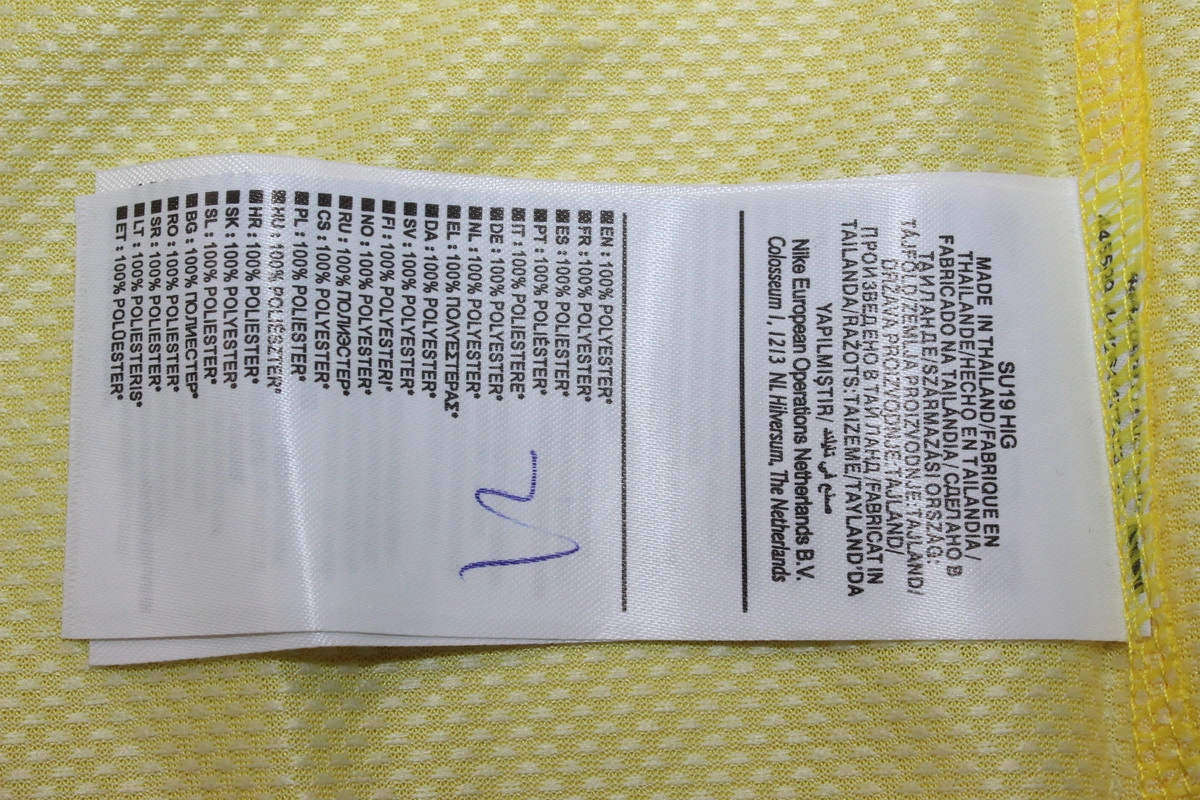 SU19 HIG
MADE IN THAILAND/FABRIQUE EN
THAILANDE/HECHO EN TAILANDIA/
FABRICADO NA TAILÂNDIA/СДЕЛАНО В
ТАИЛАНДЕ/SZÁRMAZÁSI ORSZÁG:
TAJFÖLD/ZEMLJA PROIZVODNJE:TAJLAND/
DRŽAVA PROIZVODNJE:TAJLAND/
ПРОИЗВЕДЕНО В ТАЙЛАНД/FABRICAT IN
TAILANDA/RAŽOTS:TAIZEME/TAYLAND'DA
YAPILMIŞTIR/ صنع في تايلند
Nike European Operations Netherlands B.V.
Colosseum 1, 1213 NL Hilversum, The Netherlands
EN : 100% POLYESTER*
FR : 100% POLYESTER*
ES : 100% POLIESTER*
PT : 100% POLIÉSTER*
IT : 100% POLIESTERE*
DE : 100% POLYESTER*
NL : 100% POLYESTER*
EL : 100% ΠΟΛΥΕΣΤΕΡΑΣ*
DA : 100% POLYESTER*
SV : 100% POLYESTER*
FI : 100% POLYESTERI*
NO : 100% POLYESTER*
RU : 100% ПОЛИЭСТЕР*
CS : 100% POLYESTER*
PL : 100% POLIESTER*
HU : 100% POLIÉSZTER*
HR : 100% POLIESTER*
SK : 100% POLYESTER*
SL : 100% POLIESTER*
BG : 100% ПОЛИЕСТЕР*
RO : 100% POLIESTER*
SR : 100% POLIESTER*
LT : 100% POLIESTERIS*
ET : 100% POLÜESTER*